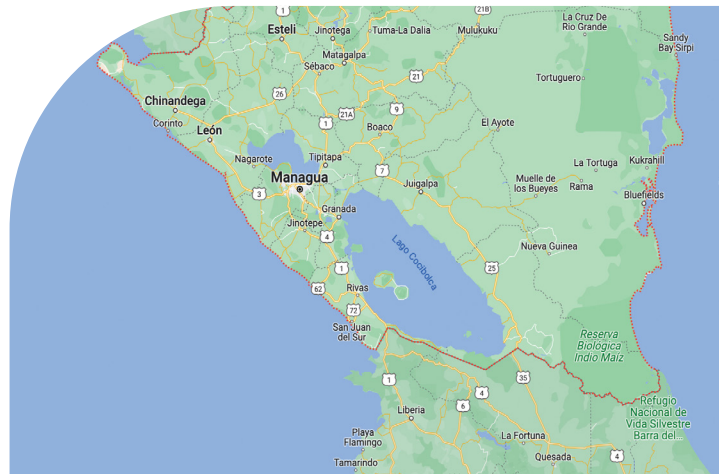 1
21B
La Cruz De
Río Grande
Esteli
Jinotega
Tuma-La Dalia
Mulukuku
Sandy
Bay Sirpi
Matagalpa
Sébaco
21
Tortuguero
26
Chinandega
Corinto
21A
9
1
León
Boaco
El Ayote
Nagarote
Tipitapa
7
La Tortuga
Kukrahill
Managua
3
Juigalpa
Muelle de
los Bueyes
Rama
Bluefields
Granada
Jinotepe
4
Nueva Guinea
Lago Cocibolca
1
25
62
Rivas
72
San Juan
del Sur
Reserva
Biológica
Indio Maíz
1
35
4
6
Refugio
Nacional de
Vida Silvestre
Barra del...
Liberia
Playa
Flamingo
La Fortuna
Quesada
4
Tamarindo